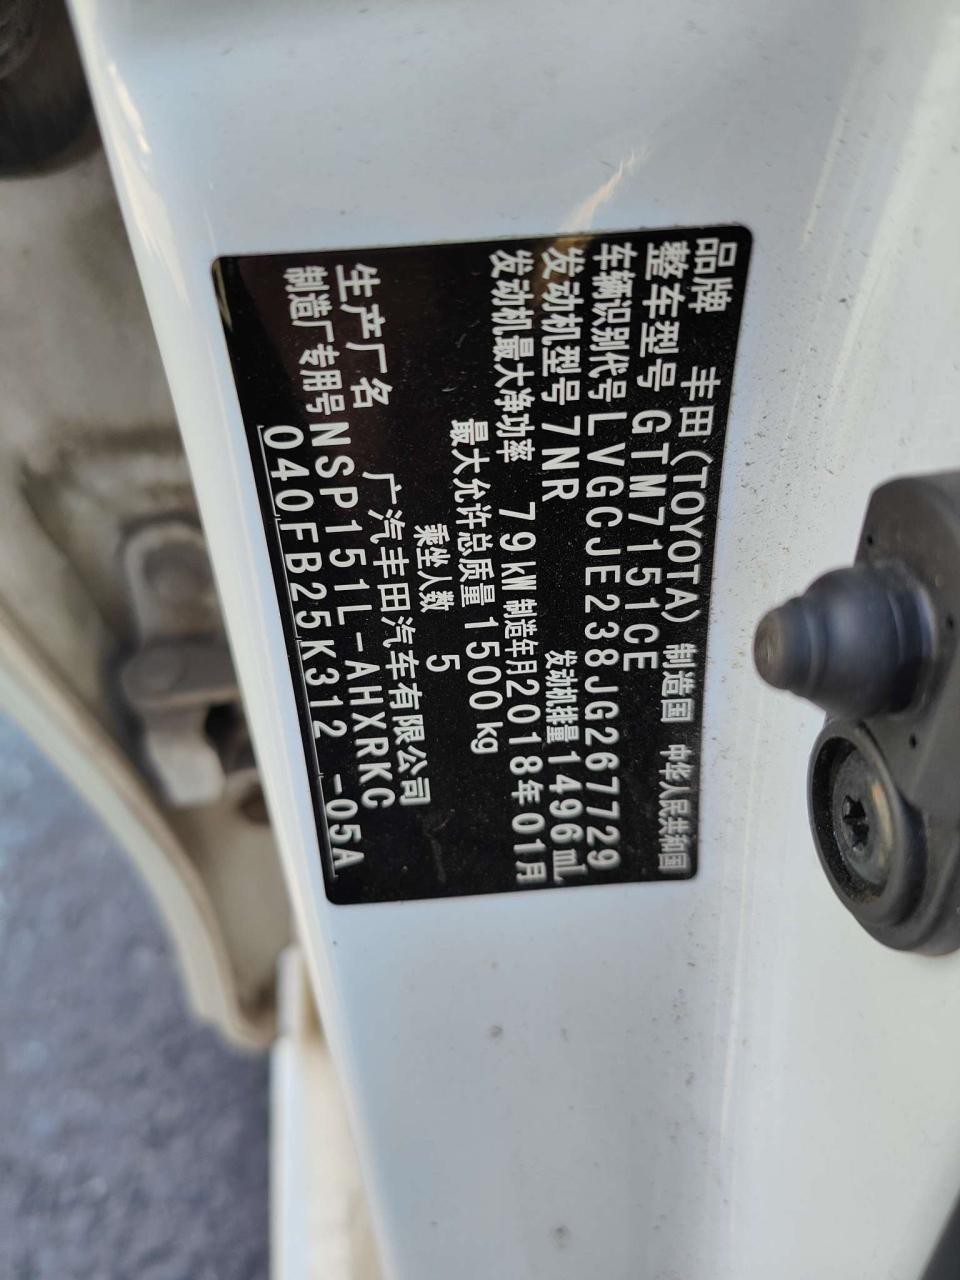 品牌 丰田(TOYOTA) 制造国 中华人民共和国
整车型号 GTM7151GE
车辆识别代号 LVGCJE238JG267729
发动机型号 7NR 发动机排量 1496mL
发动机最大净功率 79kW 制造年月 2018年01月
最大允许总质量 1500kg
乘坐人数 5
生产厂名 广汽丰田汽车有限公司
制造厂专用号 NSP151L-AHXRKC
040FB25K312 -05A